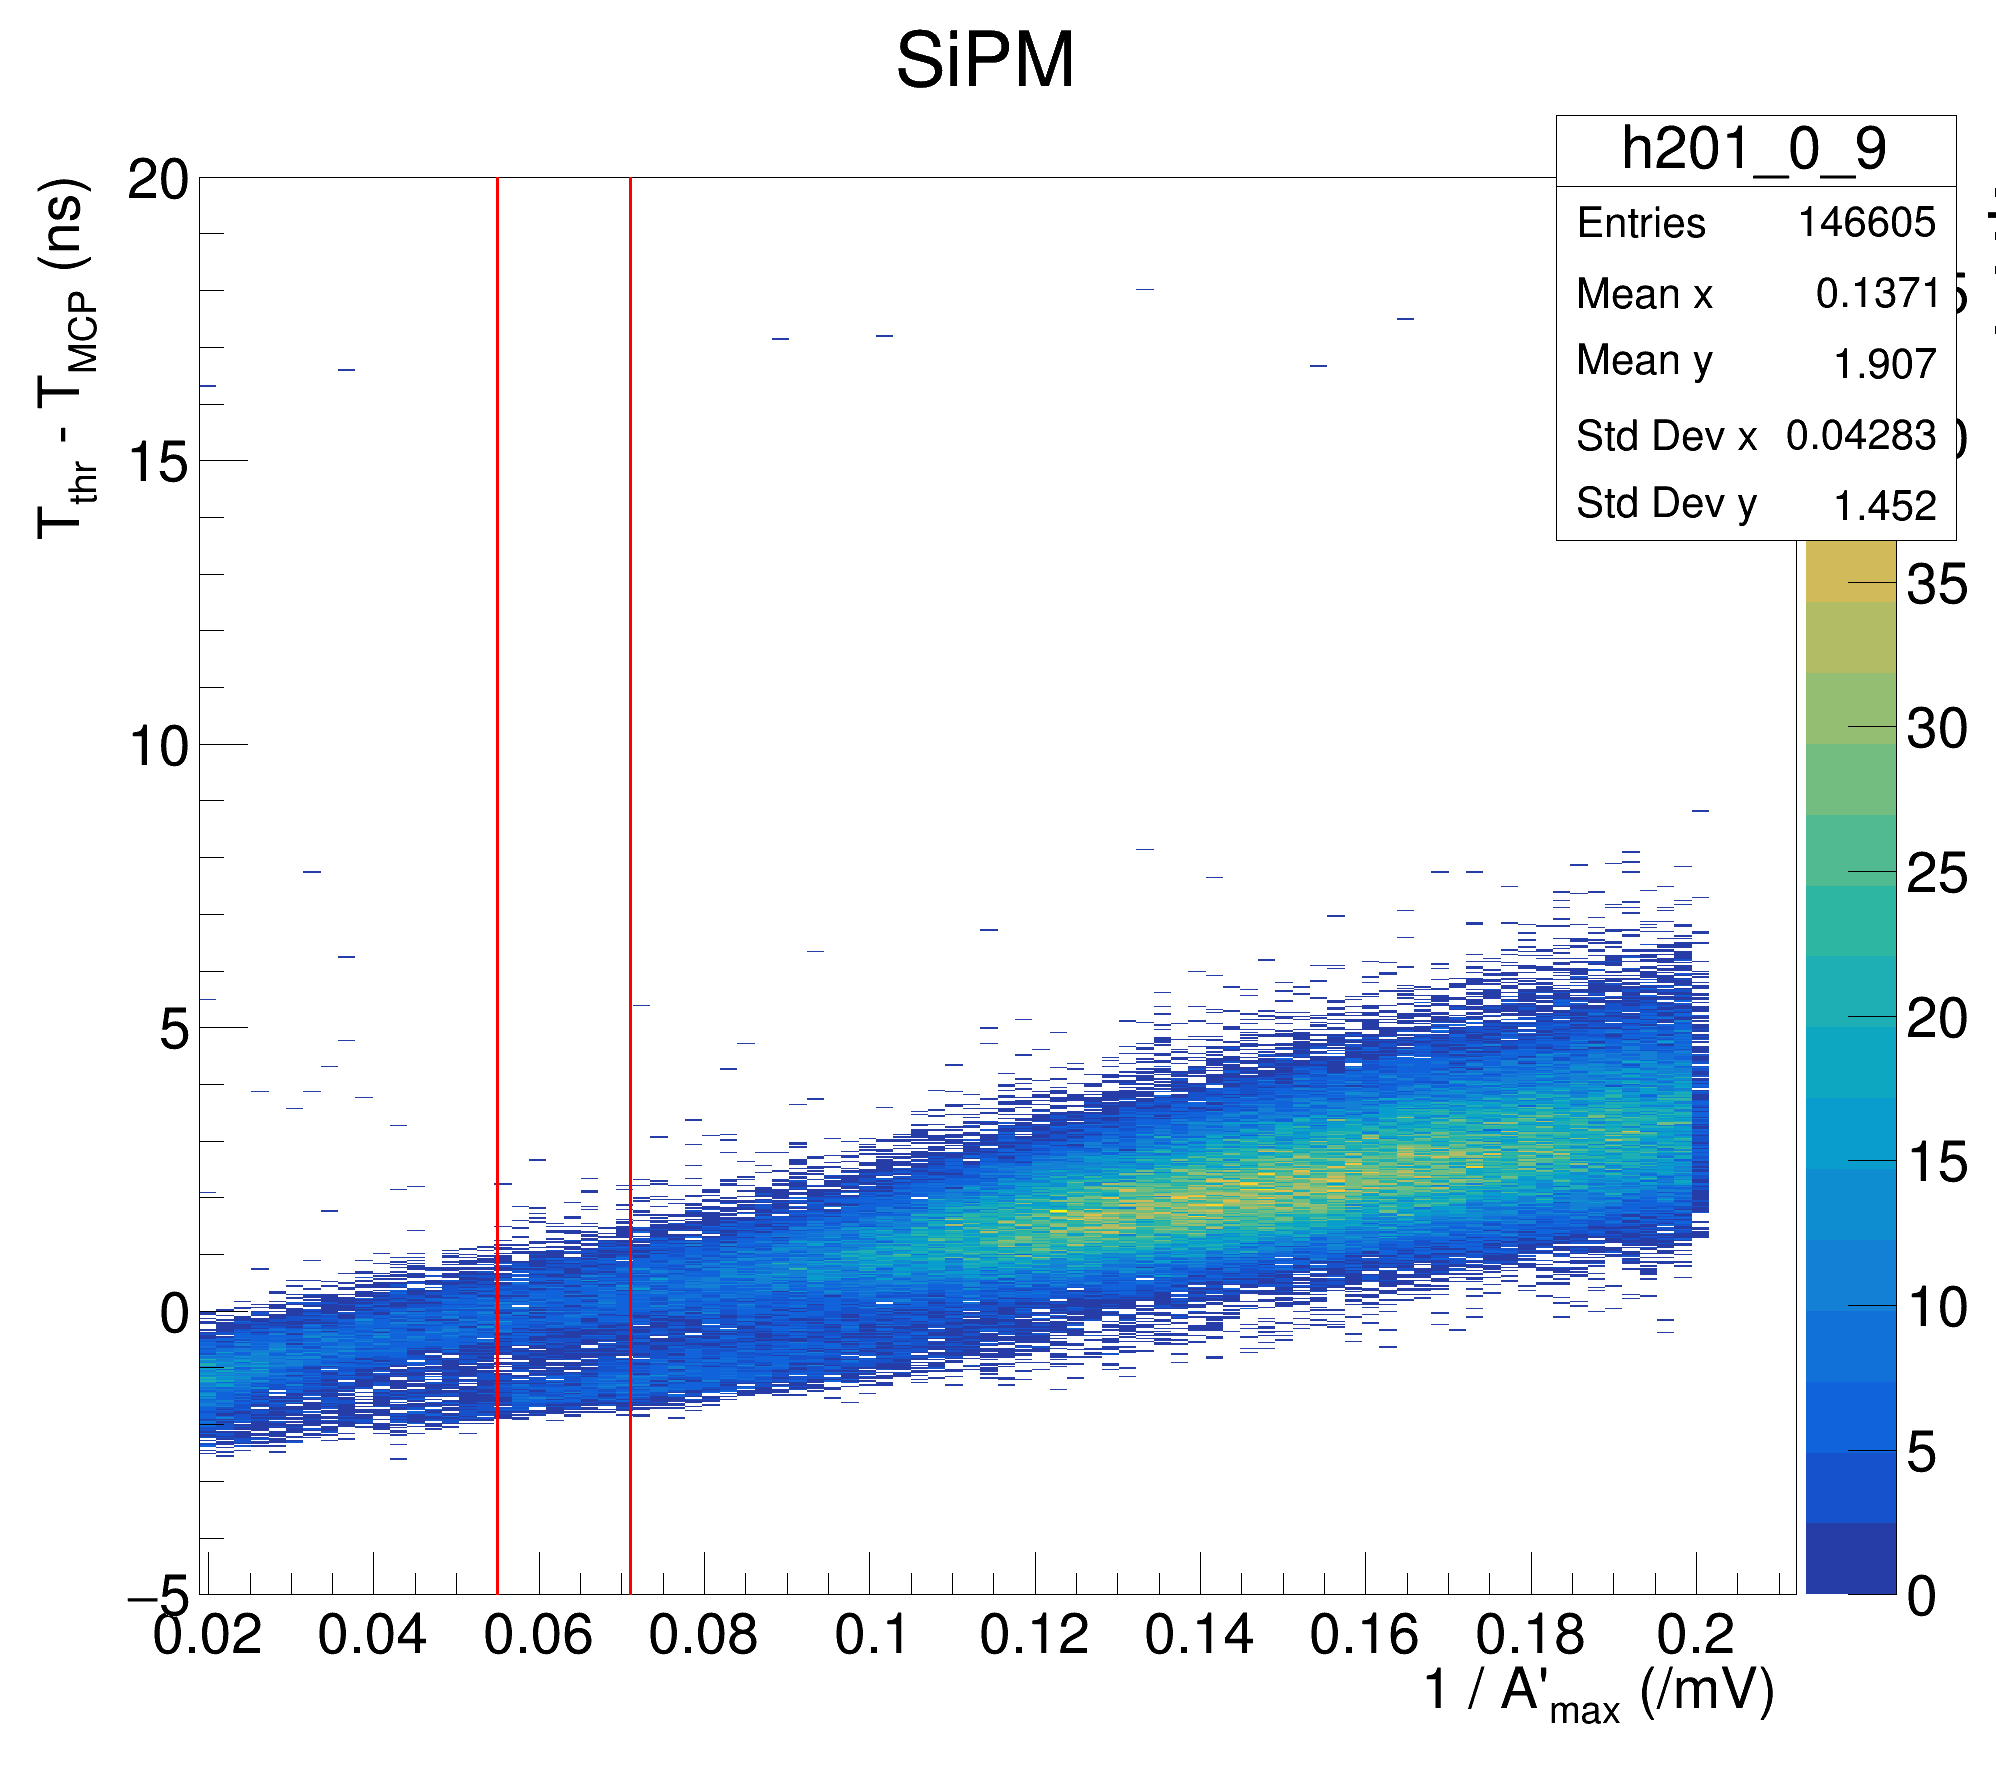 SiPM
h201_0_9
Entries 146605
Mean x 0.1371
Mean y 1.907
Std Dev x 0.04283
Std Dev y 1.452
T_thr - T_MCP (ns)
20
15
10
5
0
−5
0.02 0.04 0.06 0.08 0.1 0.12 0.14 0.16 0.18 0.2
1 / A'_max (/mV)
35
30
25
20
15
10
5
0